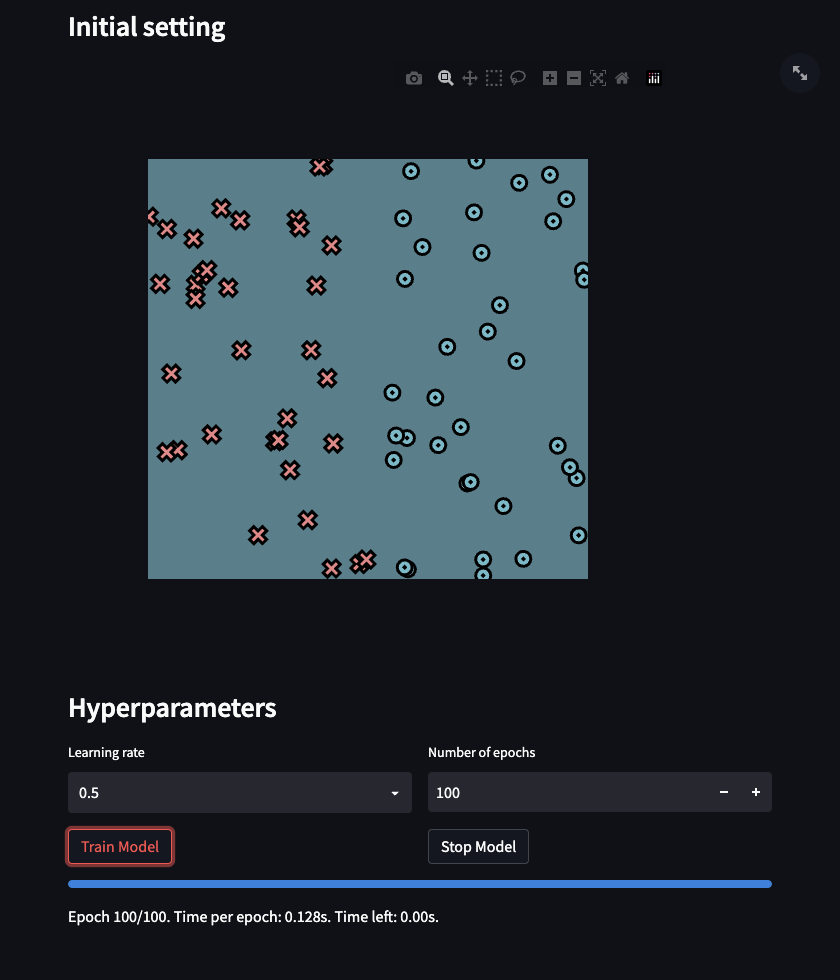 Initial setting
Hyperparameters
Learning rate
Number of epochs
0.5
100
Train Model
Stop Model
Epoch 100/100. Time per epoch: 0.128s. Time left: 0.00s.